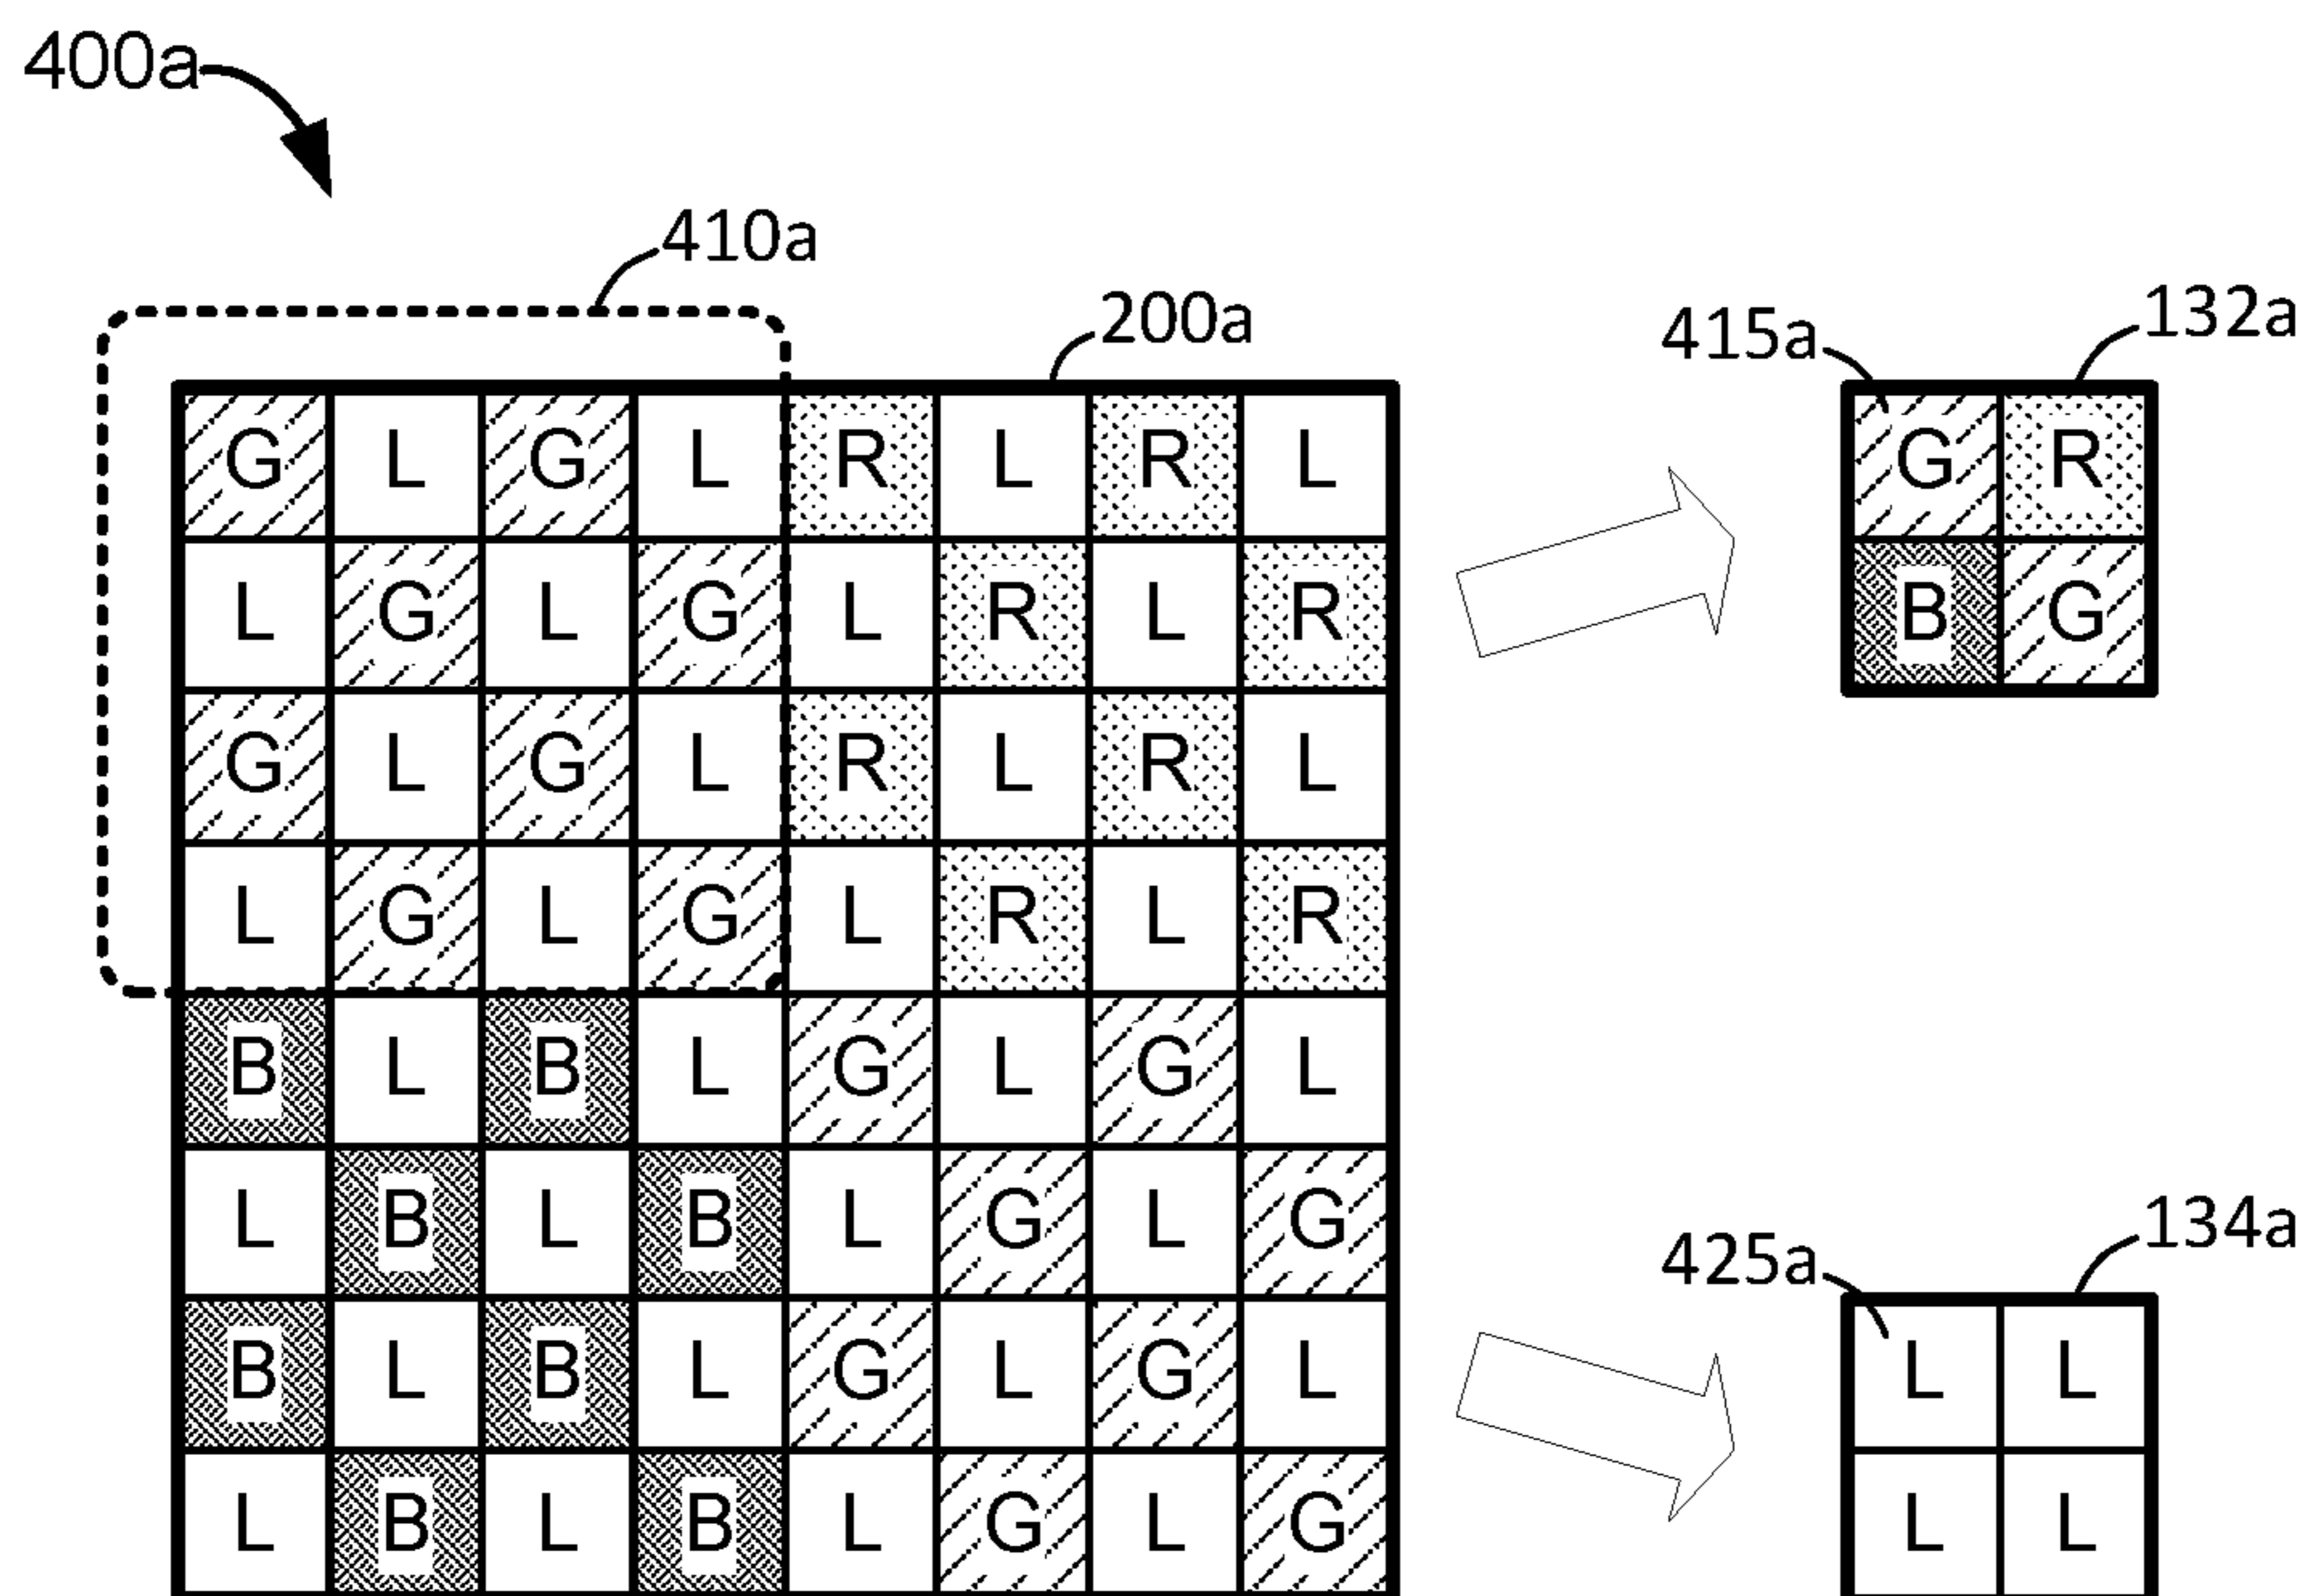 400a
410a
200a
415a
132a
G L G L R L R L
L G L G L R L R
G L G L R L R L
L G L G L R L R
B L B L G L G L
L B L B L G L G
B L B L G L G L
L B L B L G L G
G R
B G
425a
134a
L L
L L